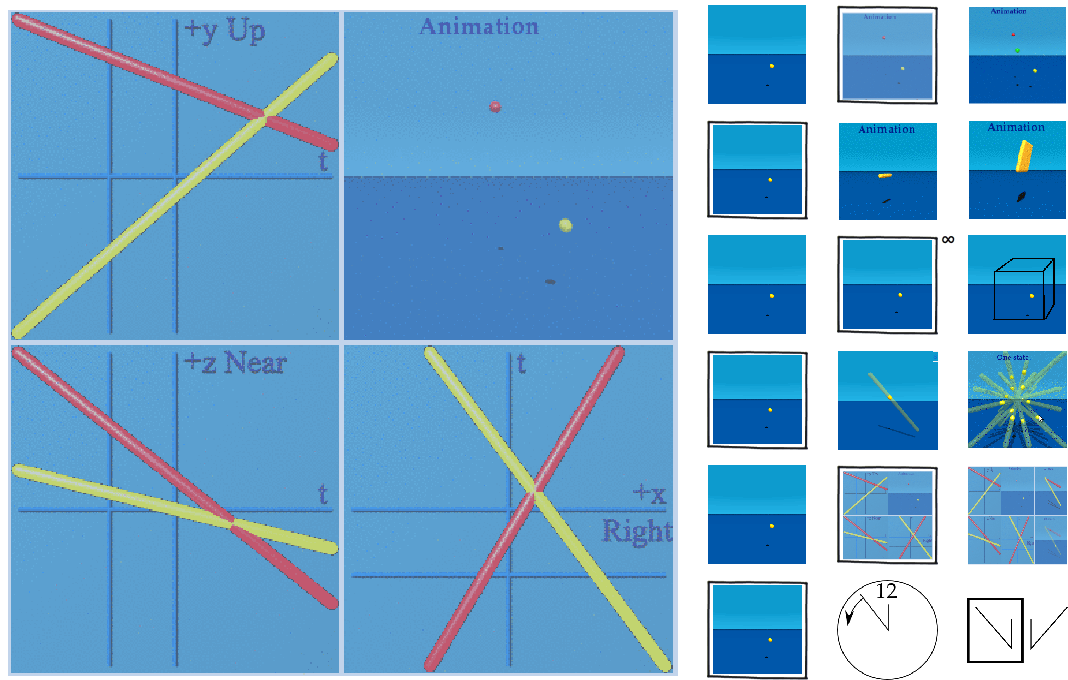 +y Up
t
Animation
+z Near
t
t
+x
Right
Animation
Animation
Animation
Animation
∞
One state
12